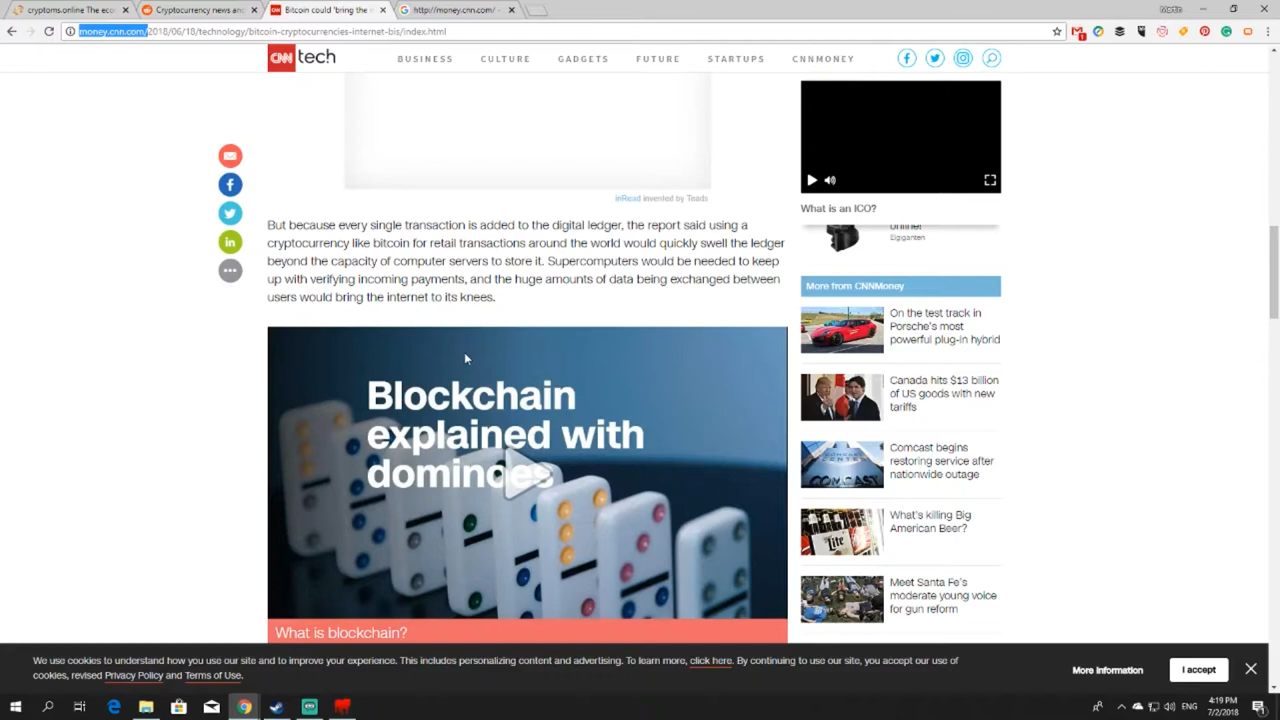 cryptoms.online The eco
Cryptocurrency news an
Bitcoin could 'bring the i
http://money.cnn.com/ -
money.cnn.com/2018/06/18/technology/bitcoin-cryptocurrencies-internet-bis/index.html
CNN tech
BUSINESS
CULTURE
GADGETS
FUTURE
STARTUPS
CNNMONEY
inRead invented by Teads
But because every single transaction is added to the digital ledger, the report said using a
cryptocurrency like bitcoin for retail transactions around the world would quickly swell the ledger
beyond the capacity of computer servers to store it. Supercomputers would be needed to keep
up with verifying incoming payments, and the huge amounts of data being exchanged between
users would bring the internet to its knees.
Blockchain
explained with
dominoes
What is blockchain?
What is an ICO?
online!
Elgiganten
More from CNNMoney
On the test track in
Porsche's most
powerful plug-in hybrid
Canada hits $13 billion
of US goods with new
tariffs
Comcast begins
restoring service after
nationwide outage
COMCAST
What's killing Big
American Beer?
Lite
Meet Santa Fe's
moderate young voice
for gun reform
We use cookies to understand how you use our site and to improve your experience. This includes personalizing content and advertising. To learn more, click here. By continuing to use our site, you accept our use of
cookies, revised Privacy Policy and Terms of Use.
More Information
I accept
ENG
4:19 PM
7/2/2018